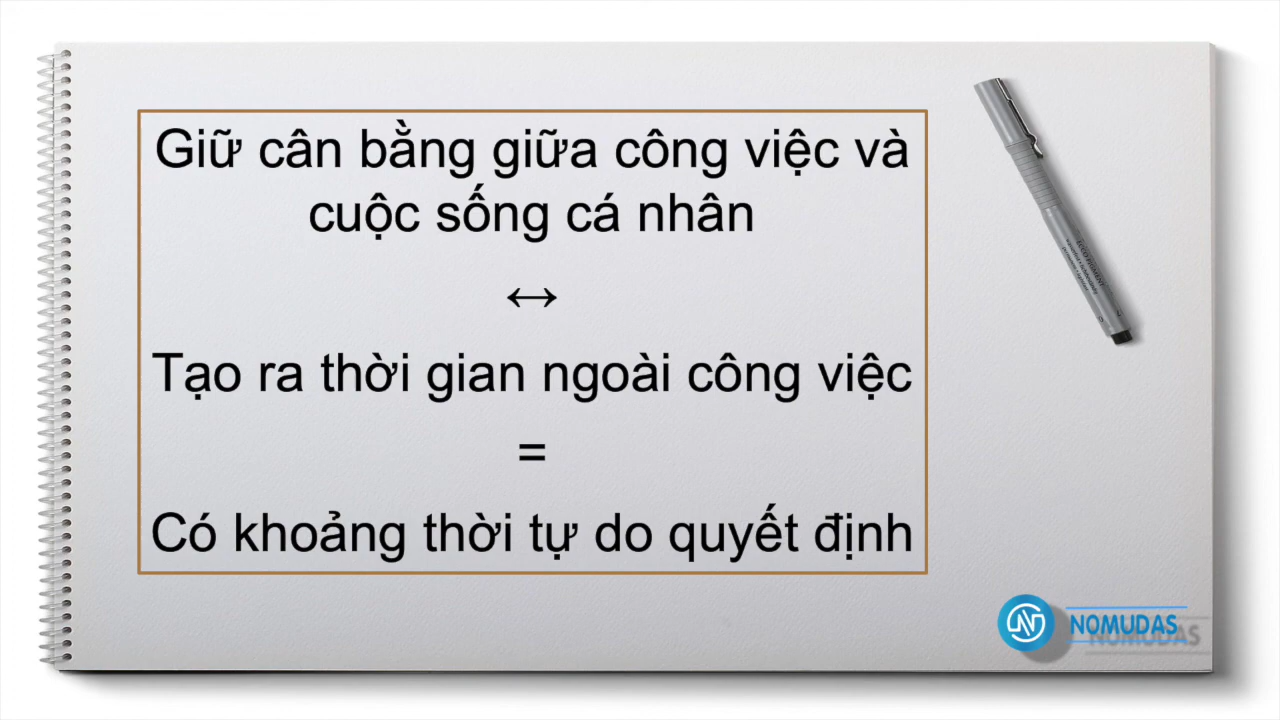 Giữ cân bằng giữa công việc và
cuộc sống cá nhân
↔
Tạo ra thời gian ngoài công việc
=
Có khoảng thời tự do quyết định
NOMUDAS